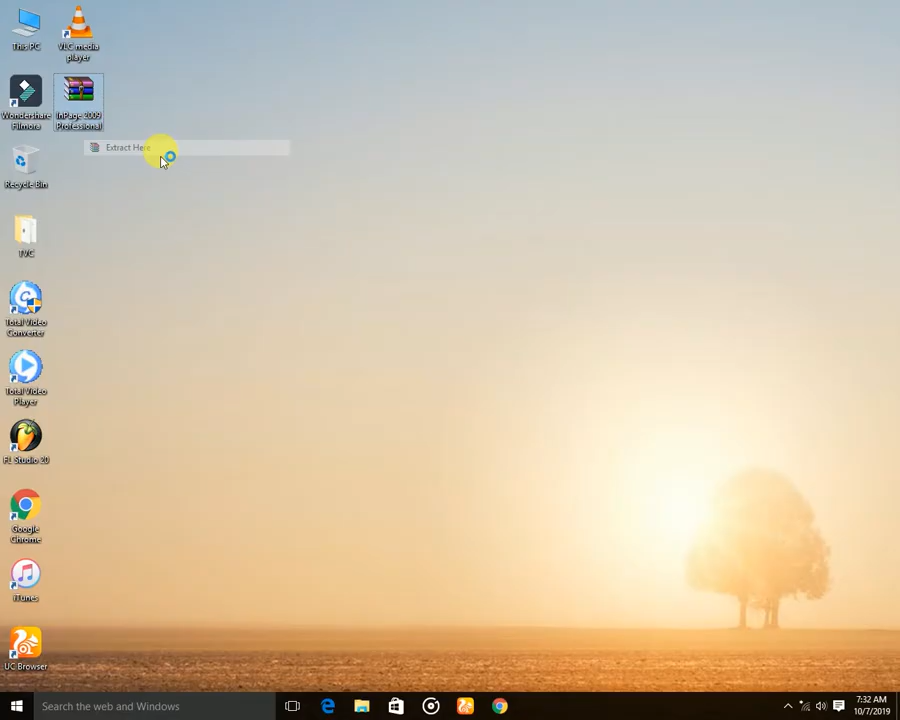 This PC
VLC media
player
Wondershare
Filmora
InPage 2009
Professional
Extract Here
Recycle Bin
TVC
Total Video
Converter
Total Video
Player
FL Studio 20
Google
Chrome
iTunes
UC Browser
Search the web and Windows
7:32 AM
10/7/2019